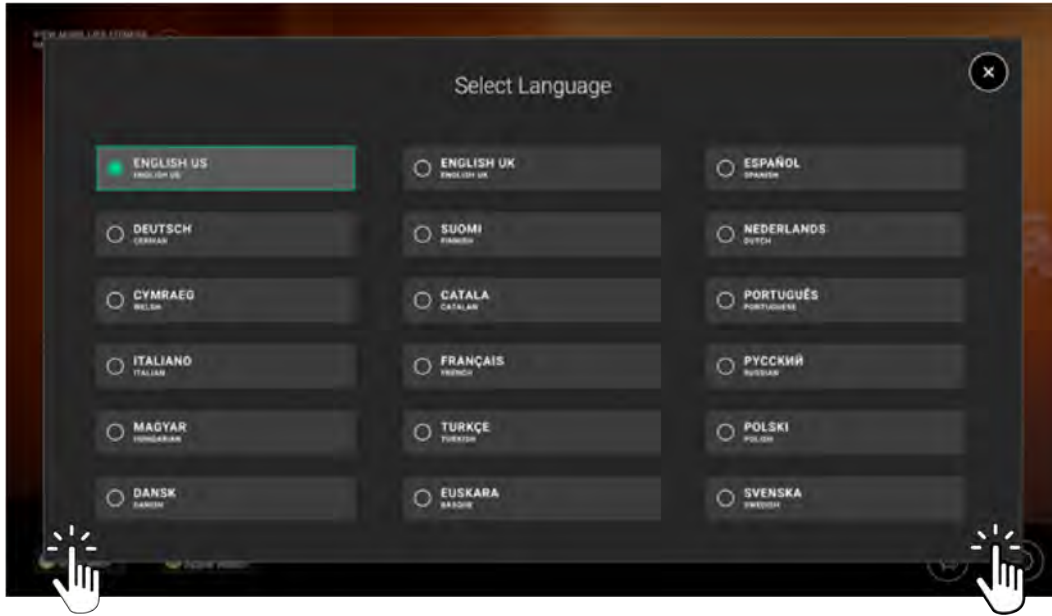 Select Language
ENGLISH US
ENGLISH US
ENGLISH UK
ENGLISH UK
ESPAÑOL
SPANISH
DEUTSCH
GERMAN
SUOMI
FINNISH
NEDERLANDS
DUTCH
CYMRAEG
WELSH
CATALA
CATALAN
PORTUGUÊS
PORTUGUESE
ITALIANO
ITALIAN
FRANÇAIS
FRENCH
РУССКИЙ
RUSSIAN
MAGYAR
HUNGARIAN
TÜRKÇE
TURKISH
POLSKI
POLISH
DANSK
DANISH
EUSKARA
BASQUE
SVENSKA
SWEDISH